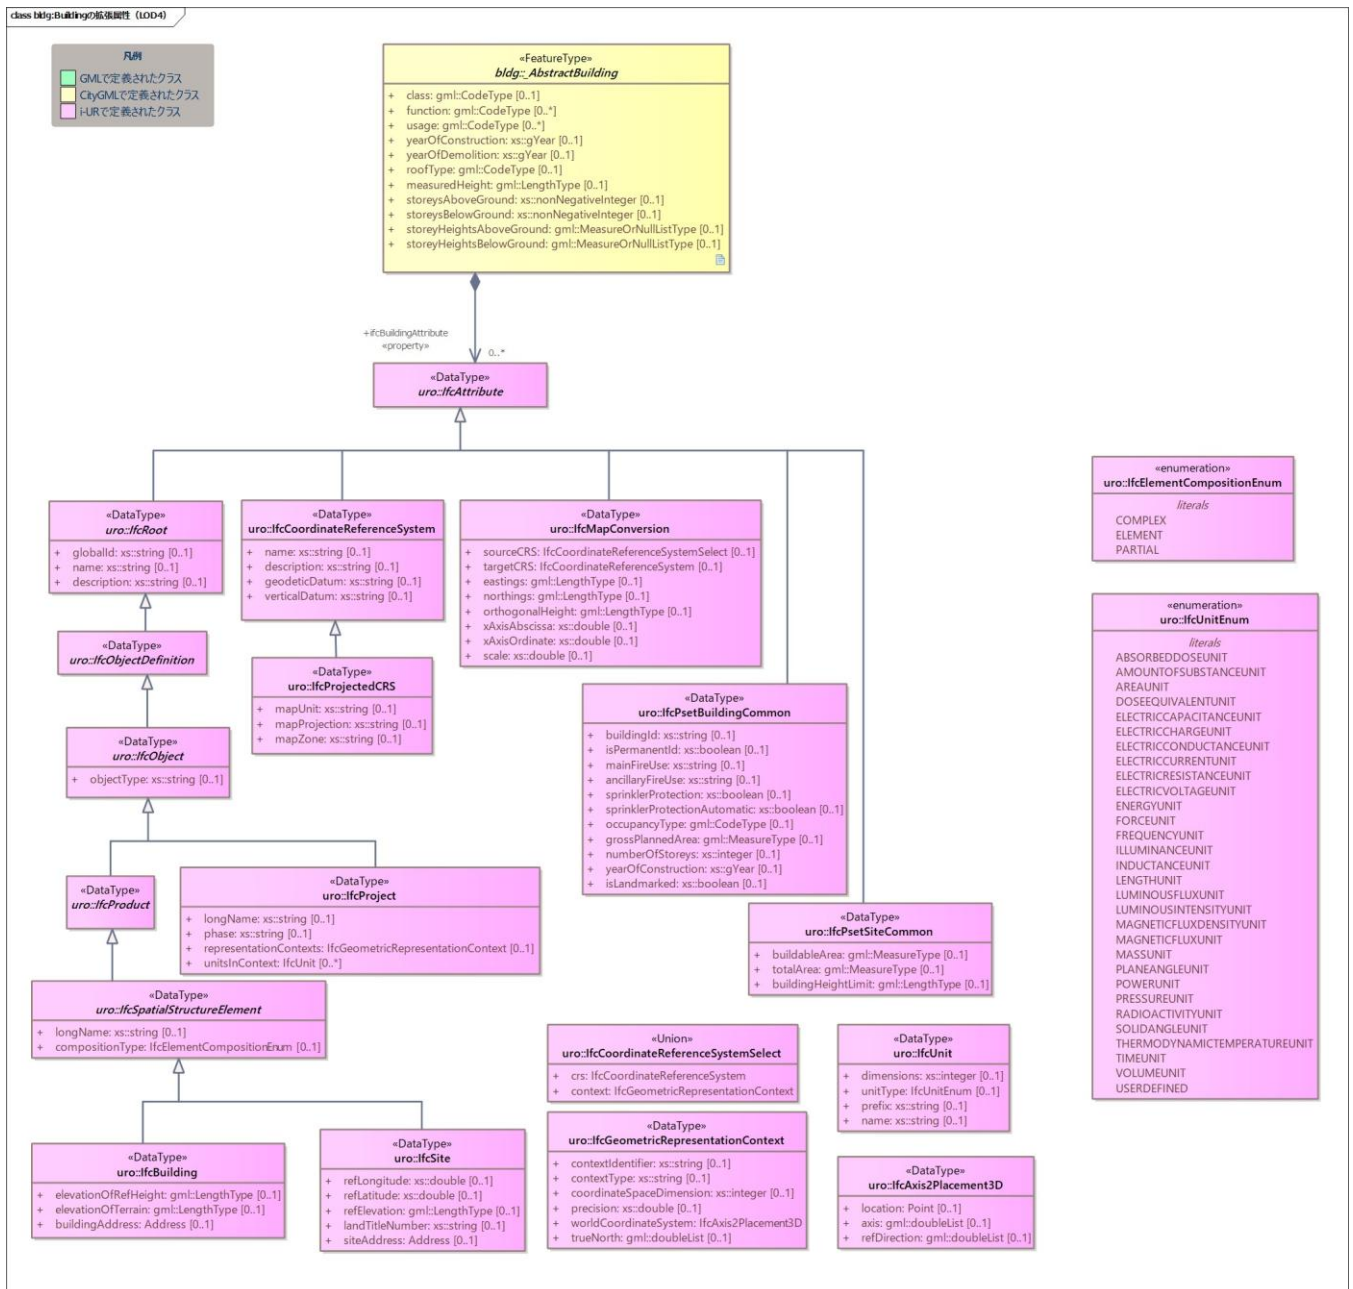 class bldg:Buildingの拡張属性（LOD4）
凡例
GMLで定義されたクラス
CityGMLで定義されたクラス
i-URで定義されたクラス
«FeatureType»
bldg::_AbstractBuilding
+ class: gml::CodeType [0..1]
+ function: gml::CodeType [0..*]
+ usage: gml::CodeType [0..*]
+ yearOfConstruction: xs::gYear [0..1]
+ yearOfDemolition: xs::gYear [0..1]
+ roofType: gml::CodeType [0..1]
+ measuredHeight: gml::LengthType [0..1]
+ storeysAboveGround: xs::nonNegativeInteger [0..1]
+ storeysBelowGround: xs::nonNegativeInteger [0..1]
+ storeyHeightsAboveGround: gml::MeasureOrNullListType [0..1]
+ storeyHeightsBelowGround: gml::MeasureOrNullListType [0..1]
+ifcBuildingAttribute
«property»
0..*
«DataType»
uro::IfcAttribute
«DataType»
uro::IfcRoot
+ globalId: xs::string [0..1]
+ name: xs::string [0..1]
+ description: xs::string [0..1]
«DataType»
uro::IfcCoordinateReferenceSystem
+ name: xs::string [0..1]
+ description: xs::string [0..1]
+ geodeticDatum: xs::string [0..1]
+ verticalDatum: xs::string [0..1]
«DataType»
uro::IfcMapConversion
+ sourceCRS: IfcCoordinateReferenceSystemSelect [0..1]
+ targetCRS: IfcCoordinateReferenceSystem [0..1]
+ eastings: gml::LengthType [0..1]
+ northings: gml::LengthType [0..1]
+ orthogonalHeight: gml::LengthType [0..1]
+ xAxisAbscissa: xs::double [0..1]
+ xAxisOrdinate: xs::double [0..1]
+ scale: xs::double [0..1]
«enumeration»
uro::IfcElementCompositionEnum
literals
COMPLEX
ELEMENT
PARTIAL
«DataType»
uro::IfcObjectDefinition
«DataType»
uro::IfcProjectedCRS
+ mapUnit: xs::string [0..1]
+ mapProjection: xs::string [0..1]
+ mapZone: xs::string [0..1]
«DataType»
uro::IfcObject
+ objectType: xs::string [0..1]
«DataType»
uro::IfcPsetBuildingCommon
+ buildingId: xs::string [0..1]
+ isPermanentId: xs::boolean [0..1]
+ mainFireUse: xs::string [0..1]
+ ancillaryFireUse: xs::string [0..1]
+ sprinklerProtection: xs::boolean [0..1]
+ sprinklerProtectionAutomatic: xs::boolean [0..1]
+ occupancyType: gml::CodeType [0..1]
+ grossPlannedArea: gml::MeasureType [0..1]
+ numberOfStoreys: xs::integer [0..1]
+ yearOfConstruction: xs::gYear [0..1]
+ isLandmarked: xs::boolean [0..1]
«enumeration»
uro::IfcUnitEnum
literals
ABSORBEDDOSEUNIT
AMOUNTOFSUBSTANCEUNIT
AREAUNIT
DOSEEQUIVALENTUNIT
ELECTRICCAPACITANCEUNIT
ELECTRICCHARGEUNIT
ELECTRICCONDUCTANCEUNIT
ELECTRICCURRENTUNIT
ELECTRICRESISTANCEUNIT
ELECTRICVOLTAGEUNIT
ENERGYUNIT
FORCEUNIT
FREQUENCYUNIT
ILLUMINANCEUNIT
INDUCTANCEUNIT
LENGTHUNIT
LUMINOUSFLUXUNIT
LUMINOUSINTENSITYUNIT
MAGNETICFLUXDENSITYUNIT
MAGNETICFLUXUNIT
MASSUNIT
PLANEANGLEUNIT
POWERUNIT
PRESSUREUNIT
RADIOACTIVITYUNIT
SOLIDANGLEUNIT
THERMODYNAMICTEMPERATUREUNIT
TIMEUNIT
VOLUMEUNIT
USERDEFINED
«DataType»
uro::IfcProduct
«DataType»
uro::IfcProject
+ longName: xs::string [0..1]
+ phase: xs::string [0..1]
+ representationContexts: IfcGeometricRepresentationContext [0..1]
+ unitsInContext: IfcUnit [0..*]
«DataType»
uro::IfcPsetSiteCommon
+ buildableArea: gml::MeasureType [0..1]
+ totalArea: gml::MeasureType [0..1]
+ buildingHeightLimit: gml::LengthType [0..1]
«DataType»
uro::IfcSpatialStructureElement
+ longName: xs::string [0..1]
+ compositionType: IfcElementCompositionEnum [0..1]
«Union»
uro::IfcCoordinateReferenceSystemSelect
+ crs: IfcCoordinateReferenceSystem
+ context: IfcGeometricRepresentationContext
«DataType»
uro::IfcUnit
+ dimensions: xs::integer [0..1]
+ unitType: IfcUnitEnum [0..1]
+ prefix: xs::string [0..1]
+ name: xs::string [0..1]
«DataType»
uro::IfcBuilding
+ elevationOfRefHeight: gml::LengthType [0..1]
+ elevationOfTerrain: gml::LengthType [0..1]
+ buildingAddress: Address [0..1]
«DataType»
uro::IfcSite
+ refLongitude: xs::double [0..1]
+ refLatitude: xs::double [0..1]
+ refElevation: gml::LengthType [0..1]
+ landTitleNumber: xs::string [0..1]
+ siteAddress: Address [0..1]
«DataType»
uro::IfcGeometricRepresentationContext
+ contextIdentifier: xs::string [0..1]
+ contextType: xs::string [0..1]
+ coordinateSpaceDimension: xs::integer [0..1]
+ precision: xs::double [0..1]
+ worldCoordinateSystem: IfcAxis2Placement3D
+ trueNorth: gml::doubleList [0..1]
«DataType»
uro::IfcAxis2Placement3D
+ location: Point [0..1]
+ axis: gml::doubleList [0..1]
+ refDirection: gml::doubleList [0..1]